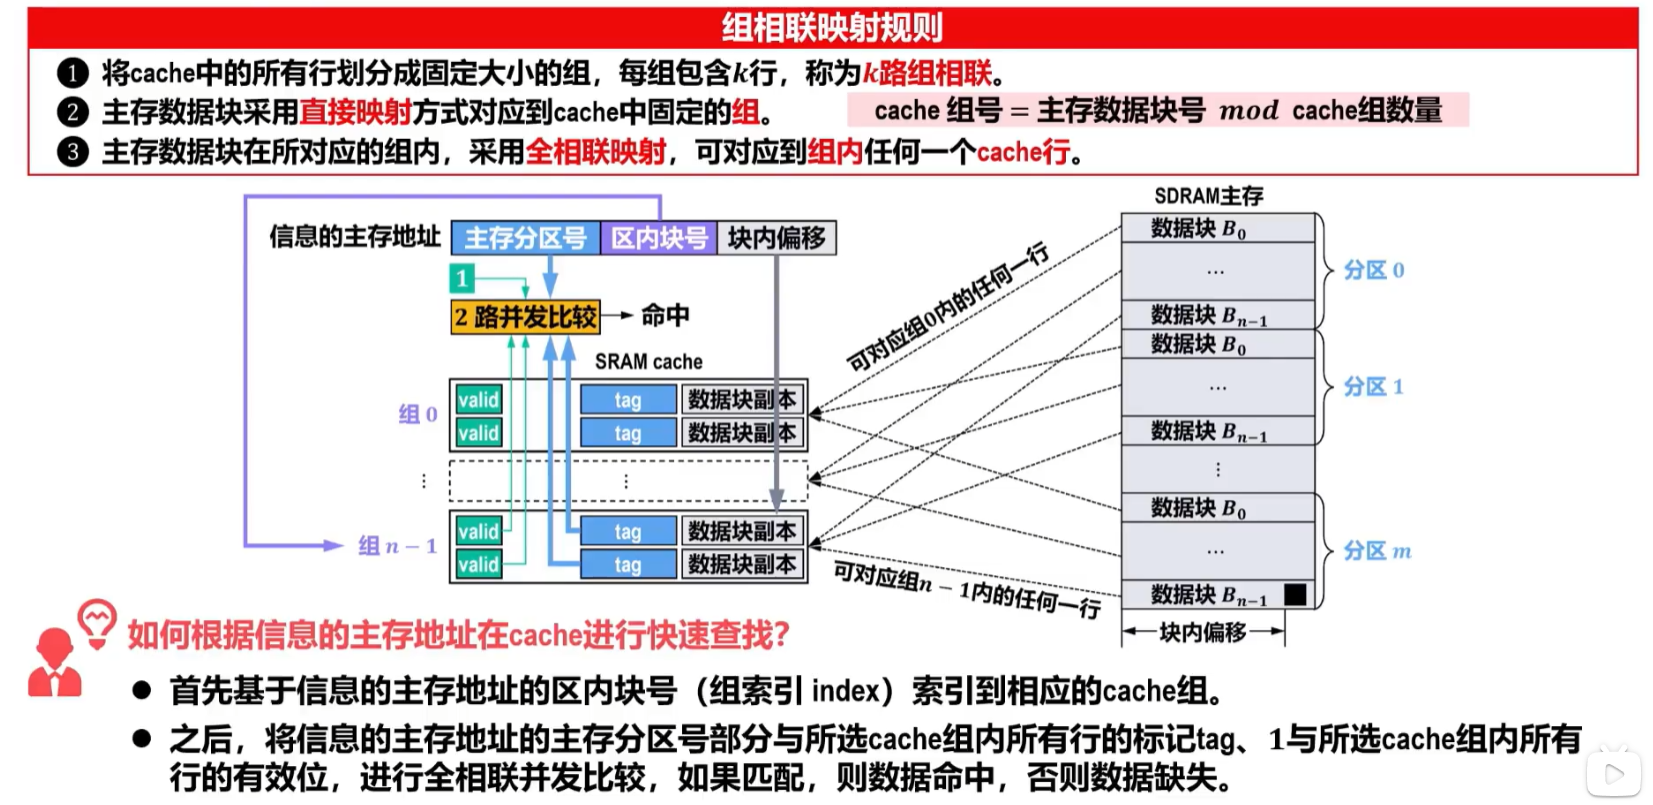 组相联映射规则
❶ 将cache中的所有行划分成固定大小的组，每组包含k行，称为k路组相联。
❷ 主存数据块采用直接映射方式对应到cache中固定的组。 cache 组号 = 主存数据块号 mod cache组数量
❸ 主存数据块在所对应的组内，采用全相联映射，可对应到组内任何一个cache行。
SDRAM主存
信息的主存地址 主存分区号 区内块号 块内偏移
1
2 路并发比较 命中
SRAM cache
组 0
valid tag 数据块副本
valid tag 数据块副本
⋮ ⋮
组 n − 1
valid tag 数据块副本
valid tag 数据块副本
可对应组0内的任何一行
可对应组n − 1内的任何一行
数据块 B0
...
数据块 Bn−1
分区 0
数据块 B0
...
数据块 Bn−1
分区 1
⋮
数据块 B0
...
数据块 Bn−1
分区 m
块内偏移
如何根据信息的主存地址在cache进行快速查找？
● 首先基于信息的主存地址的区内块号（组索引 index）索引到相应的cache组。
● 之后，将信息的主存地址的主存分区号部分与所选cache组内所有行的标记tag、1与所选cache组内所有
行的有效位，进行全相联并发比较，如果匹配，则数据命中，否则数据缺失。